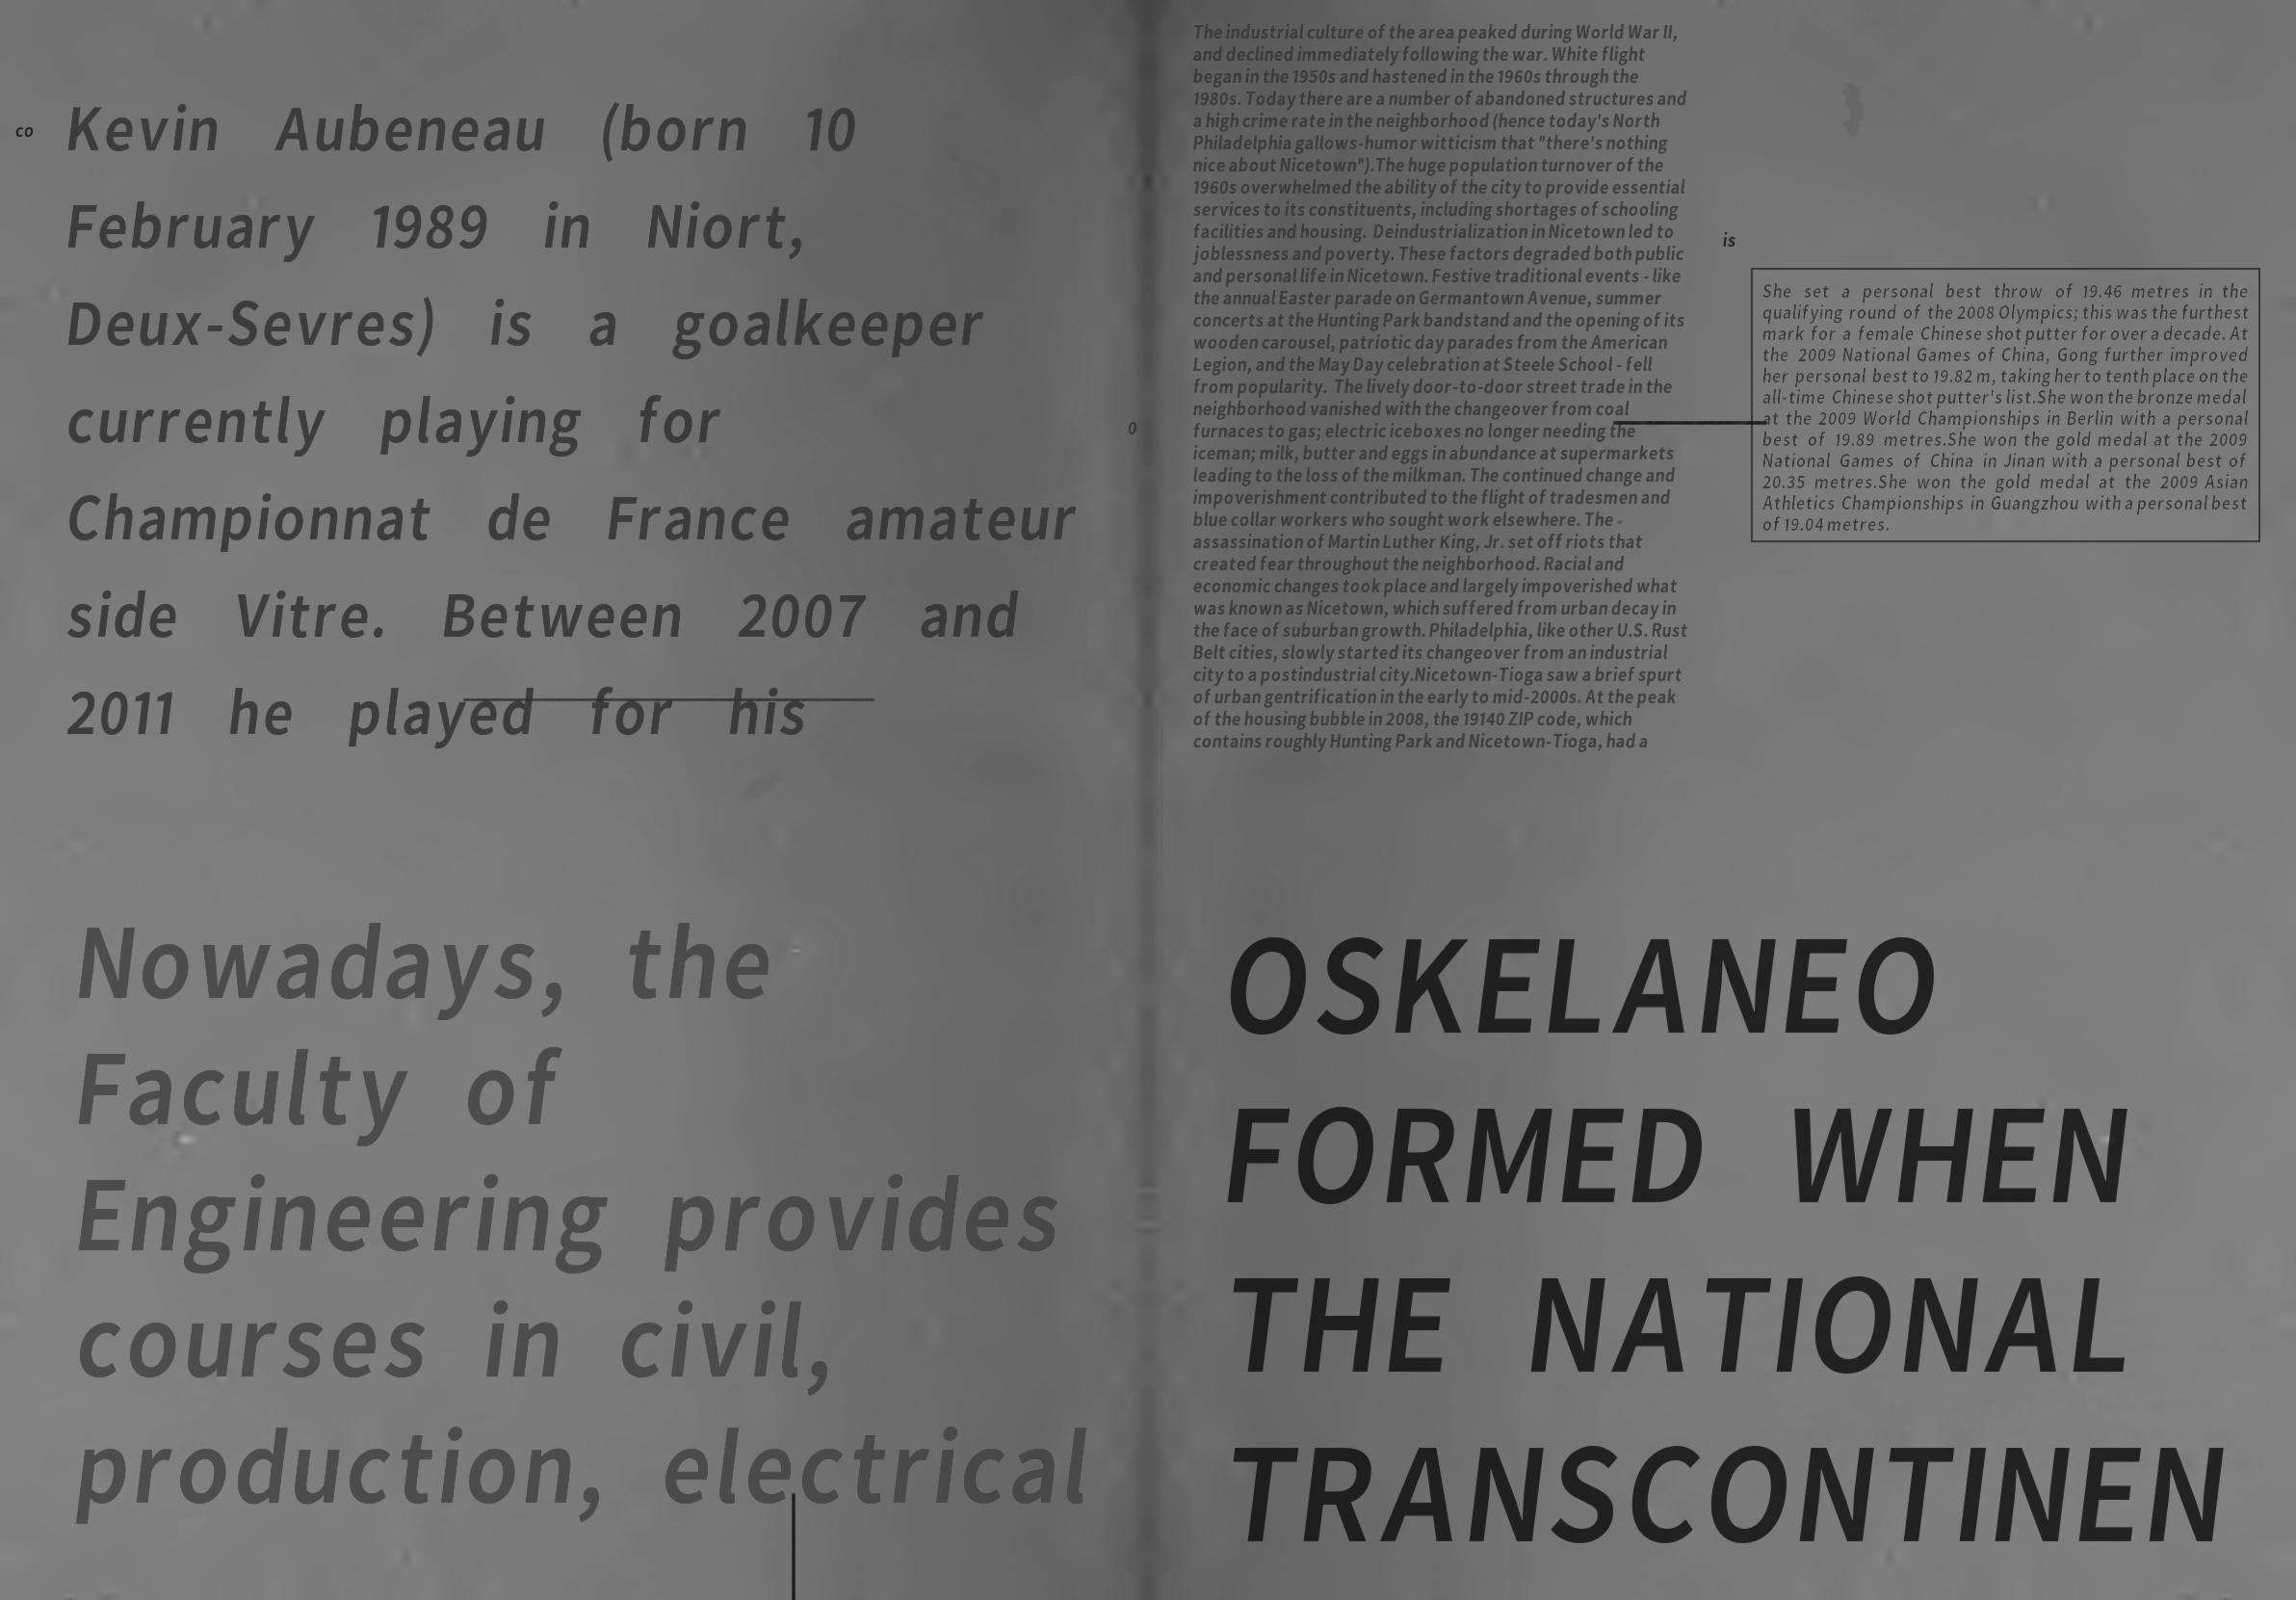 co
Kevin Aubeneau (born 10
February 1989 in Niort,
Deux-Sevres) is a goalkeeper
currently playing for
Championnat de France amateur
side Vitre. Between 2007 and
2011 he played for his
Nowadays, the
Faculty of
Engineering provides
courses in civil,
production, electrical
0
The industrial culture of the area peaked during World War II,
and declined immediately following the war. White flight
began in the 1950s and hastened in the 1960s through the
1980s. Today there are a number of abandoned structures and
a high crime rate in the neighborhood (hence today's North
Philadelphia gallows-humor witticism that "there's nothing
nice about Nicetown").The huge population turnover of the
1960s overwhelmed the ability of the city to provide essential
services to its constituents, including shortages of schooling
facilities and housing. Deindustrialization in Nicetown led to
joblessness and poverty. These factors degraded both public
and personal life in Nicetown. Festive traditional events - like
the annual Easter parade on Germantown Avenue, summer
concerts at the Hunting Park bandstand and the opening of its
wooden carousel, patriotic day parades from the American
Legion, and the May Day celebration at Steele School - fell
from popularity. The lively door-to-door street trade in the
neighborhood vanished with the changeover from coal
furnaces to gas; electric iceboxes no longer needing the
iceman; milk, butter and eggs in abundance at supermarkets
leading to the loss of the milkman. The continued change and
impoverishment contributed to the flight of tradesmen and
blue collar workers who sought work elsewhere. The
assassination of Martin Luther King, Jr. set off riots that
created fear throughout the neighborhood. Racial and
economic changes took place and largely impoverished what
was known as Nicetown, which suffered from urban decay in
the face of suburban growth. Philadelphia, like other U.S. Rust
Belt cities, slowly started its changeover from an industrial
city to a postindustrial city.Nicetown-Tioga saw a brief spurt
of urban gentrification in the early to mid-2000s. At the peak
of the housing bubble in 2008, the 19140 ZIP code, which
contains roughly Hunting Park and Nicetown-Tioga, had a
is
She set a personal best throw of 19.46 metres in the
qualifying round of the 2008 Olympics; this was the furthest
mark for a female Chinese shot putter for over a decade. At
the 2009 National Games of China, Gong further improved
her personal best to 19.82 m, taking her to tenth place on the
all-time Chinese shot putter's list.She won the bronze medal
at the 2009 World Championships in Berlin with a personal
best of 19.89 metres.She won the gold medal at the 2009
National Games of China in Jinan with a personal best of
20.35 metres.She won the gold medal at the 2009 Asian
Athletics Championships in Guangzhou with a personal best
of 19.04 metres.
OSKELANEO
FORMED WHEN
THE NATIONAL
TRANSCONTINEN